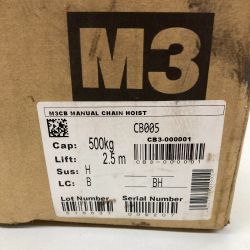 M3
M3CB MANUAL CHAIN HOIST
CB005
CB3-000001
Cap: 500kg
Lift: 2.5 m
Sus: H
LC: B BH
Lot Number Serial Number